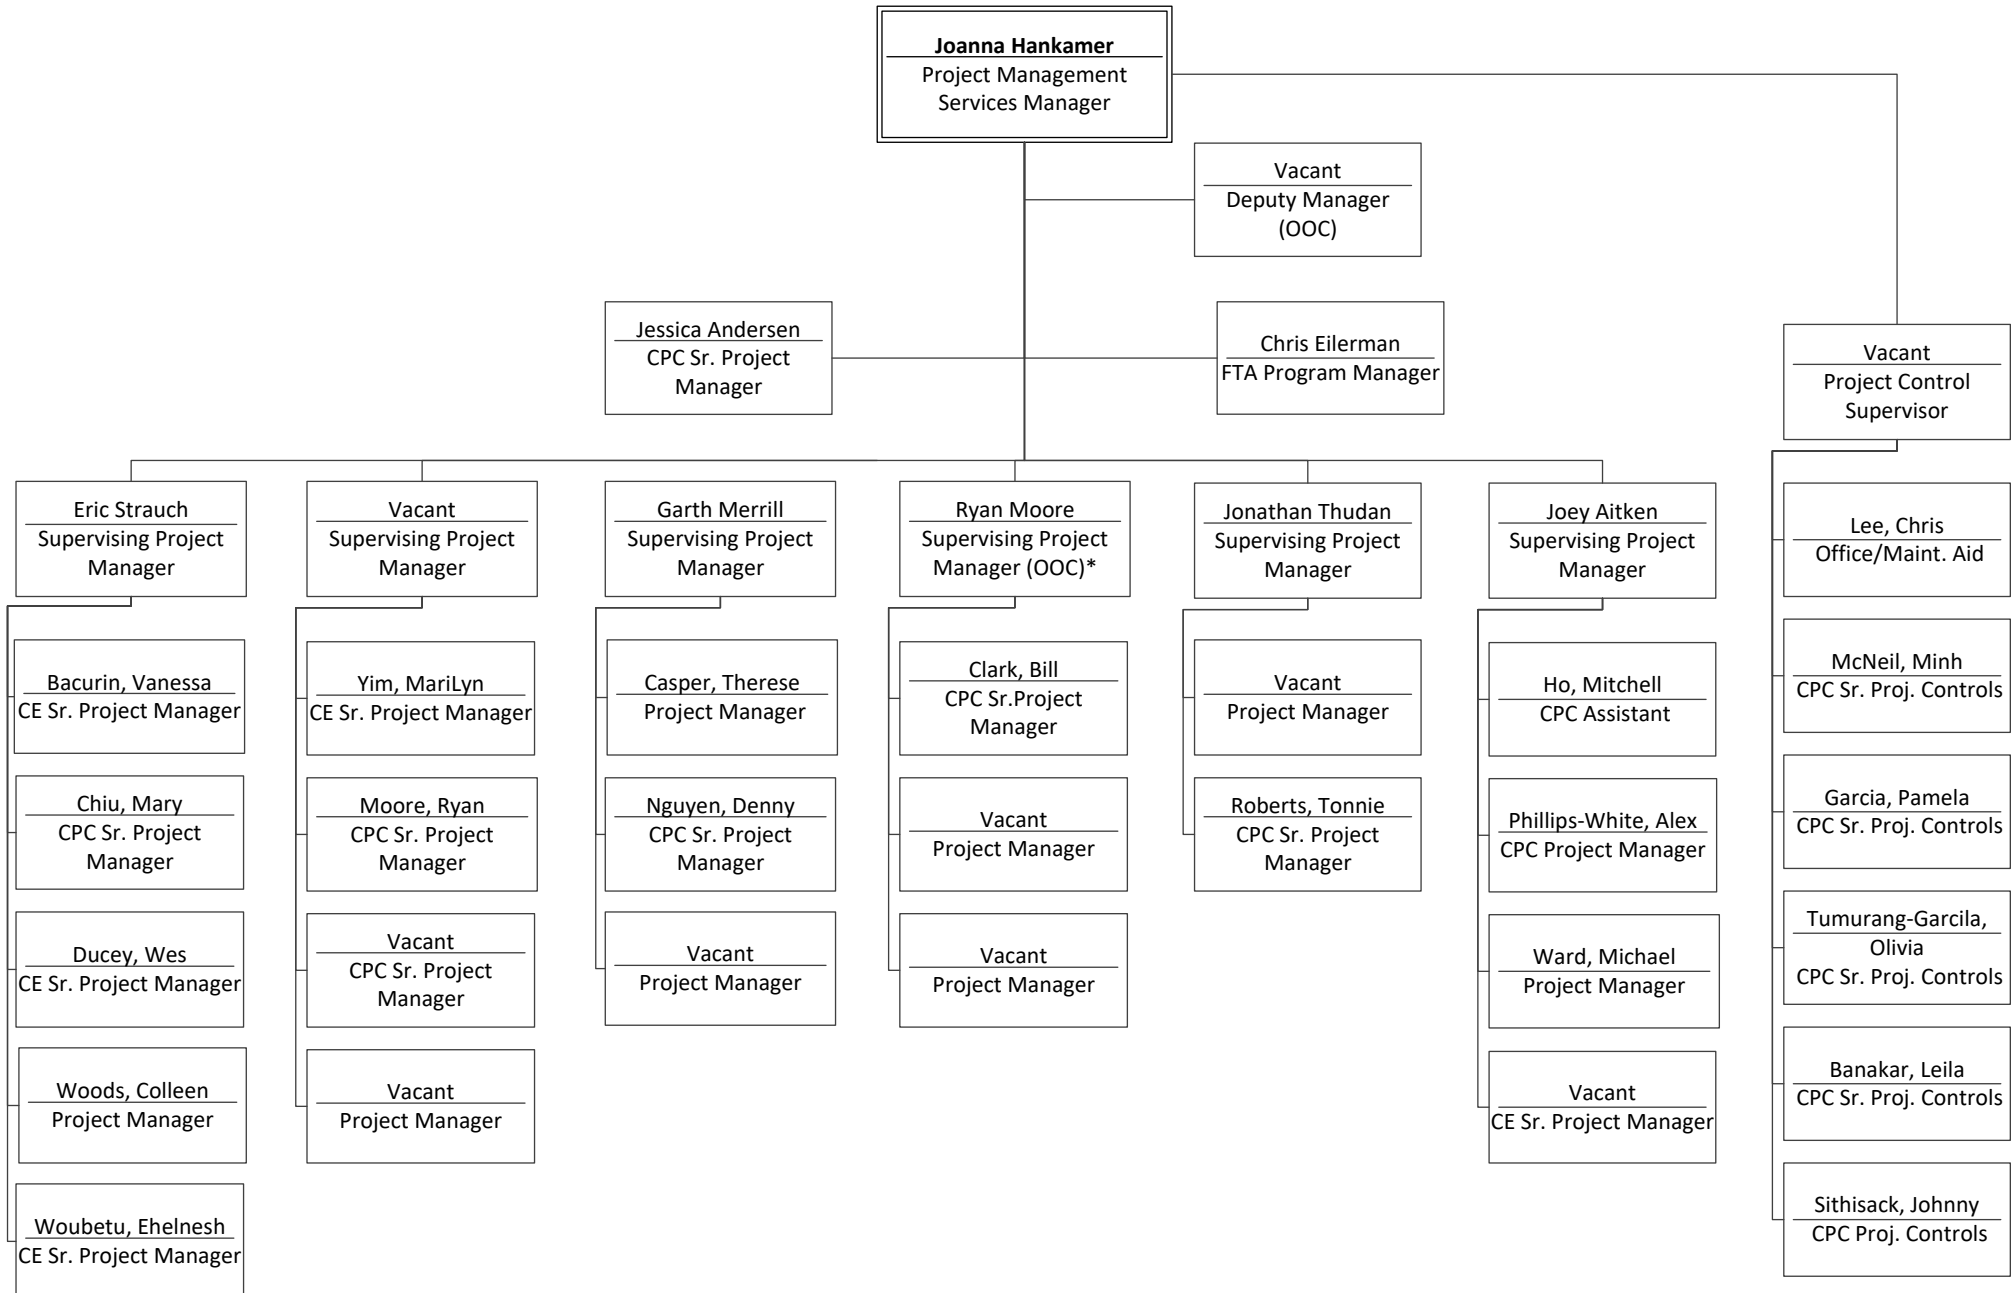 Joanna Hankamer
Project Management
Services Manager
Vacant
Deputy Manager
(OOC)
Jessica Andersen
CPC Sr. Project
Manager
Chris Eilerman
FTA Program Manager
Vacant
Project Control
Supervisor
Eric Strauch
Supervising Project
Manager
Bacurin, Vanessa
CE Sr. Project Manager
Chiu, Mary
CPC Sr. Project
Manager
Ducey, Wes
CE Sr. Project Manager
Woods, Colleen
Project Manager
Woubetu, Ehelnesh
CE Sr. Project Manager
Vacant
Supervising Project
Manager
Yim, MariLyn
CE Sr. Project Manager
Moore, Ryan
CPC Sr. Project
Manager
Vacant
CPC Sr. Project
Manager
Vacant
Project Manager
Garth Merrill
Supervising Project
Manager
Casper, Therese
Project Manager
Nguyen, Denny
CPC Sr. Project
Manager
Vacant
Project Manager
Ryan Moore
Supervising Project
Manager (OOC)*
Clark, Bill
CPC Sr.Project
Manager
Vacant
Project Manager
Vacant
Project Manager
Jonathan Thudan
Supervising Project
Manager
Vacant
Project Manager
Roberts, Tonnie
CPC Sr. Project
Manager
Joey Aitken
Supervising Project
Manager
Ho, Mitchell
CPC Assistant
Phillips-White, Alex
CPC Project Manager
Ward, Michael
Project Manager
Vacant
CE Sr. Project Manager
Lee, Chris
Office/Maint. Aid
McNeil, Minh
CPC Sr. Proj. Controls
Garcia, Pamela
CPC Sr. Proj. Controls
Tumurang-Garcila,
Olivia
CPC Sr. Proj. Controls
Banakar, Leila
CPC Sr. Proj. Controls
Sithisack, Johnny
CPC Proj. Controls